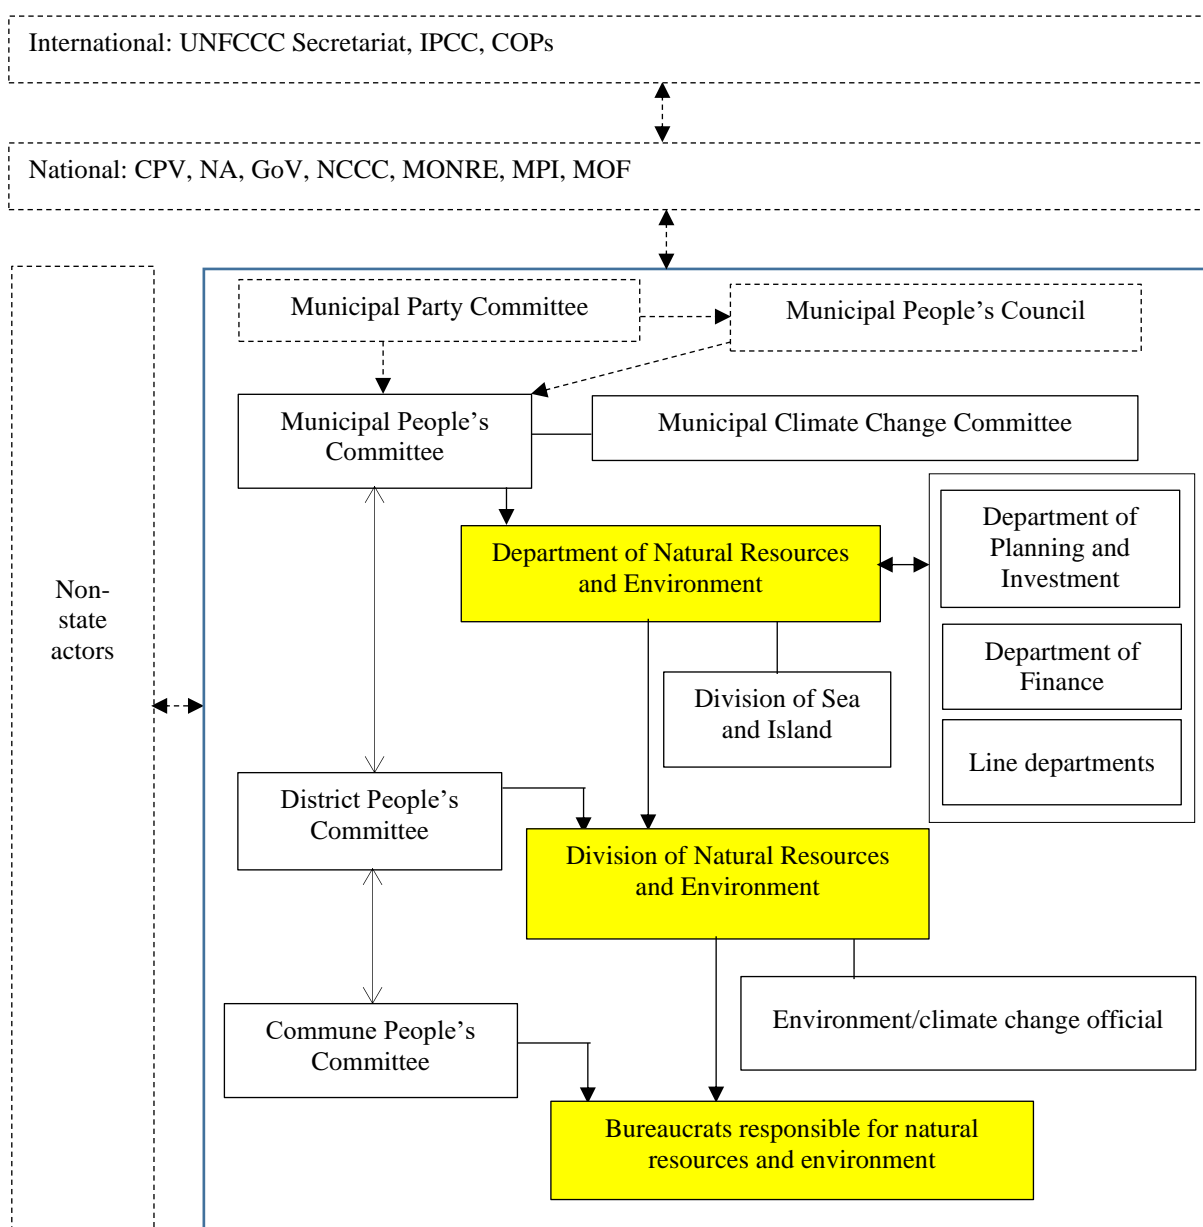 International: UNFCCC Secretariat, IPCC, COPs
National: CPV, NA, GoV, NCCC, MONRE, MPI, MOF
Municipal Party Committee
Municipal People’s Council
Municipal People’s
Committee
Municipal Climate Change Committee
Department of Natural Resources
and Environment
Department of
Planning and
Investment
Non-
state
actors
Department of
Finance
Division of Sea
and Island
Line departments
District People’s
Committee
Division of Natural Resources
and Environment
Environment/climate change official
Commune People’s
Committee
Bureaucrats responsible for natural
resources and environment